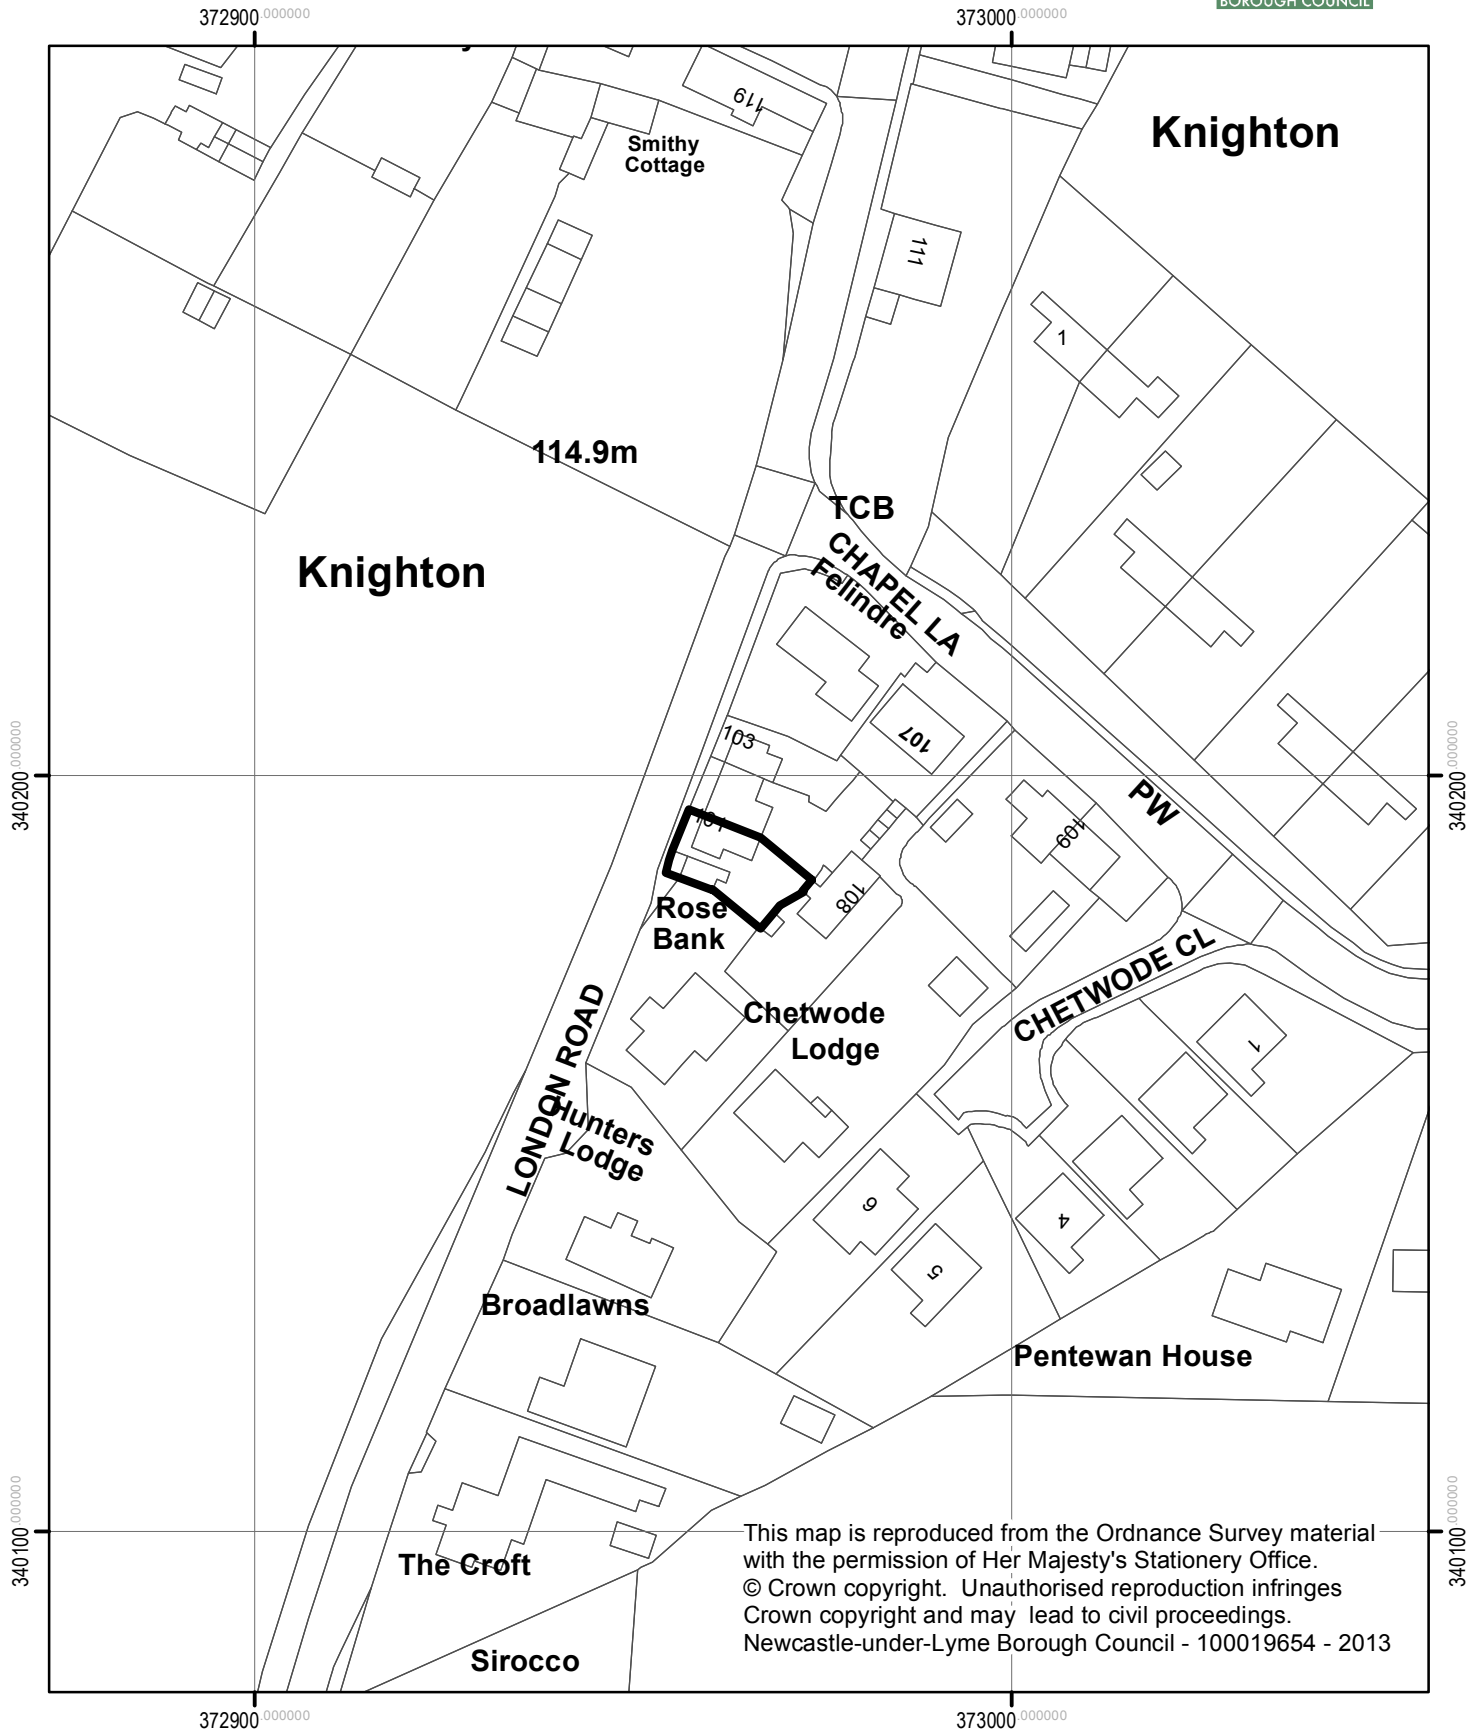 BOROUGH COUNCIL
372900.000000
373000.000000
119
Smithy
Cottage
Knighton
111
1
114.9m
TCB
CHAPEL LA
Felindre
Knighton
103
107
340200.000000
340200.000000
PW
101
109
108
Rose
Bank
CHETWODE CL
LONDON ROAD
Chetwode
Lodge
1
Hunters
Lodge
6
4
5
Broadlawns
Pentewan House
340100.000000
340100.000000
This map is reproduced from the Ordnance Survey material
with the permission of Her Majesty's Stationery Office.
© Crown copyright. Unauthorised reproduction infringes
Crown copyright and may lead to civil proceedings.
Newcastle-under-Lyme Borough Council - 100019654 - 2013
The Croft
Sirocco
372900.000000
373000.000000